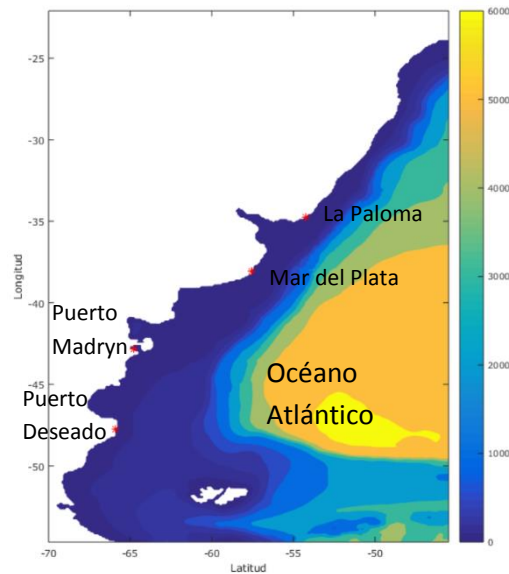 6000
-25
5000
-30
4000
-35
La Paloma
Longitud
Mar del Plata
3000
-40
Puerto
Madryn
Océano
Atlántico
2000
-45
Puerto
Deseado
1000
-50
0
-70
-65
-60
-55
-50
Latitud